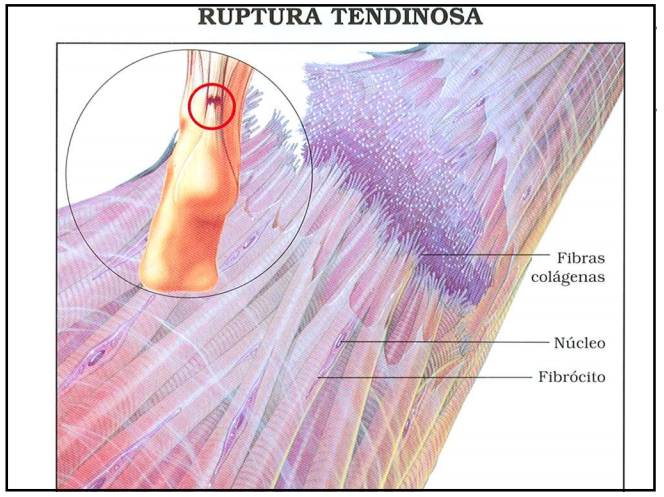 RUPTURA TENDINOSA
Fibras
colágenas
Núcleo
Fibrócito